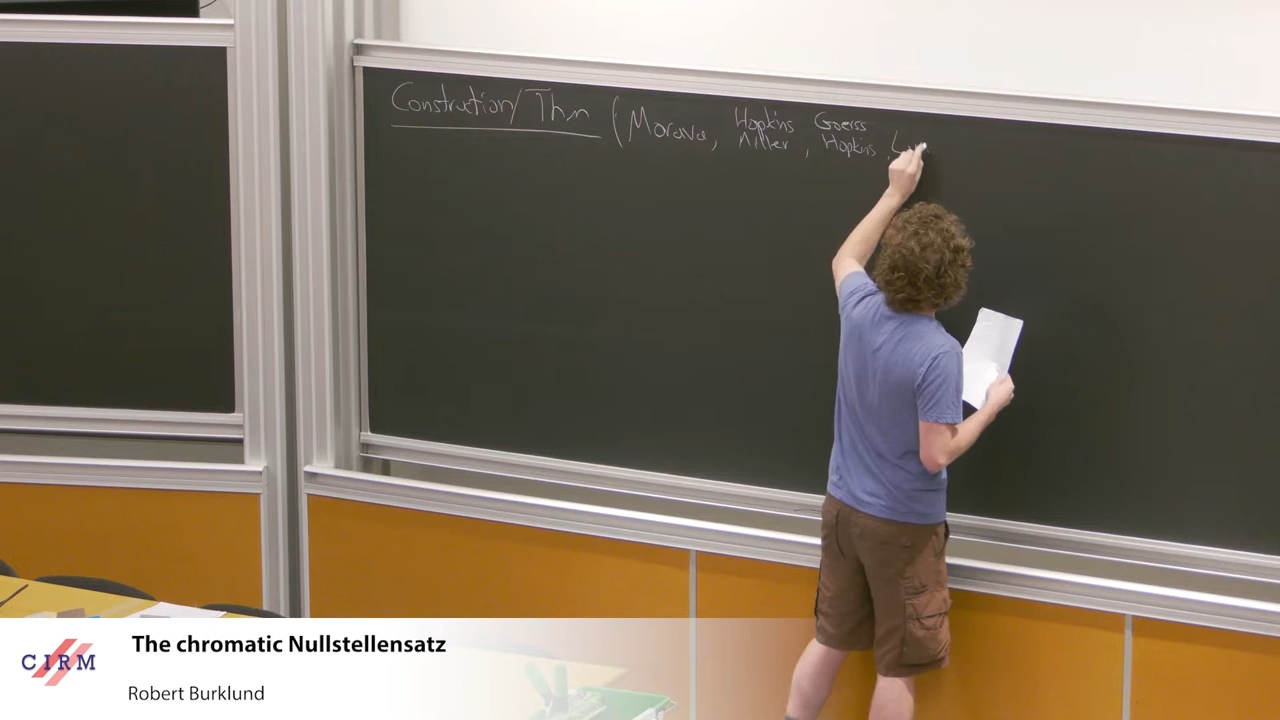 Construction/Thm (Morava, Hopkins Miller, Goerss Hopkins,
The chromatic Nullstellensatz
CIRM
Robert Burklund